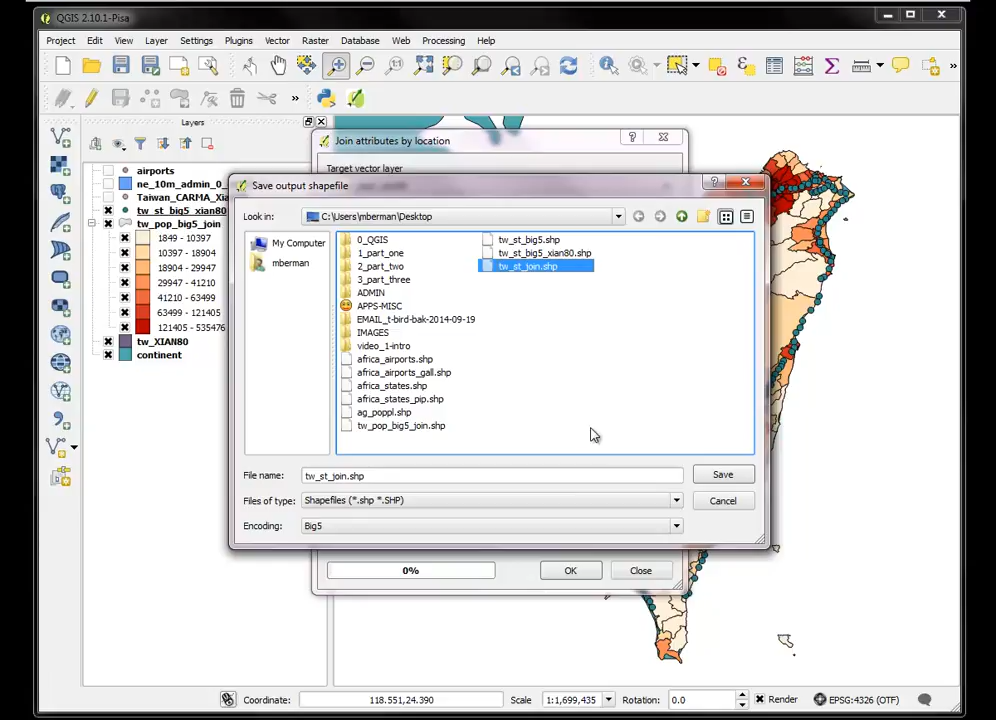 QGIS 2.10.1-Pisa
Project Edit View Layer Settings Plugins Vector Raster Database Web Processing Help
Layers
airports
ne_10m_admin_0_
Taiwan_CARMA_Xia
tw_st_big5_xian80
tw_pop_big5_join
1849 - 10397
10397 - 18904
18904 - 29947
29947 - 41210
41210 - 63499
63499 - 121405
121405 - 535476
tw_XIAN80
continent
Join attributes by location
Target vector layer
Save output shapefile
Look in: C:\Users\mberman\Desktop
My Computer
mberman
0_QGIS
1_part_one
2_part_two
3_part_three
ADMIN
APPS-MISC
EMAIL_t-bird-bak-2014-09-19
IMAGES
video_1-intro
africa_airports.shp
africa_airports_gall.shp
africa_states.shp
africa_states_pip.shp
ag_poppl.shp
tw_pop_big5_join.shp
tw_st_big5.shp
tw_st_big5_xian80.shp
tw_st_join.shp
File name: tw_st_join.shp Save
Files of type: Shapefiles (*.shp *.SHP) Cancel
Encoding: Big5
0% OK Close
Coordinate: 118.551,24.390 Scale 1:1,699,435 Rotation: 0.0 Render EPSG:4326 (OTF)